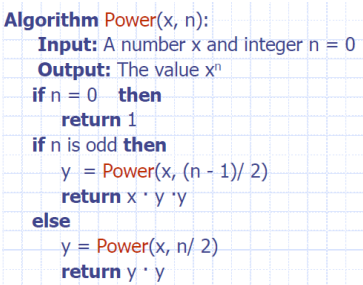 Algorithm Power(x, n):
Input: A number x and integer n = 0
Output: The value xⁿ
if n = 0 then
return 1
if n is odd then
y = Power(x, (n - 1)/ 2)
return x · y ·y
else
y = Power(x, n/ 2)
return y · y